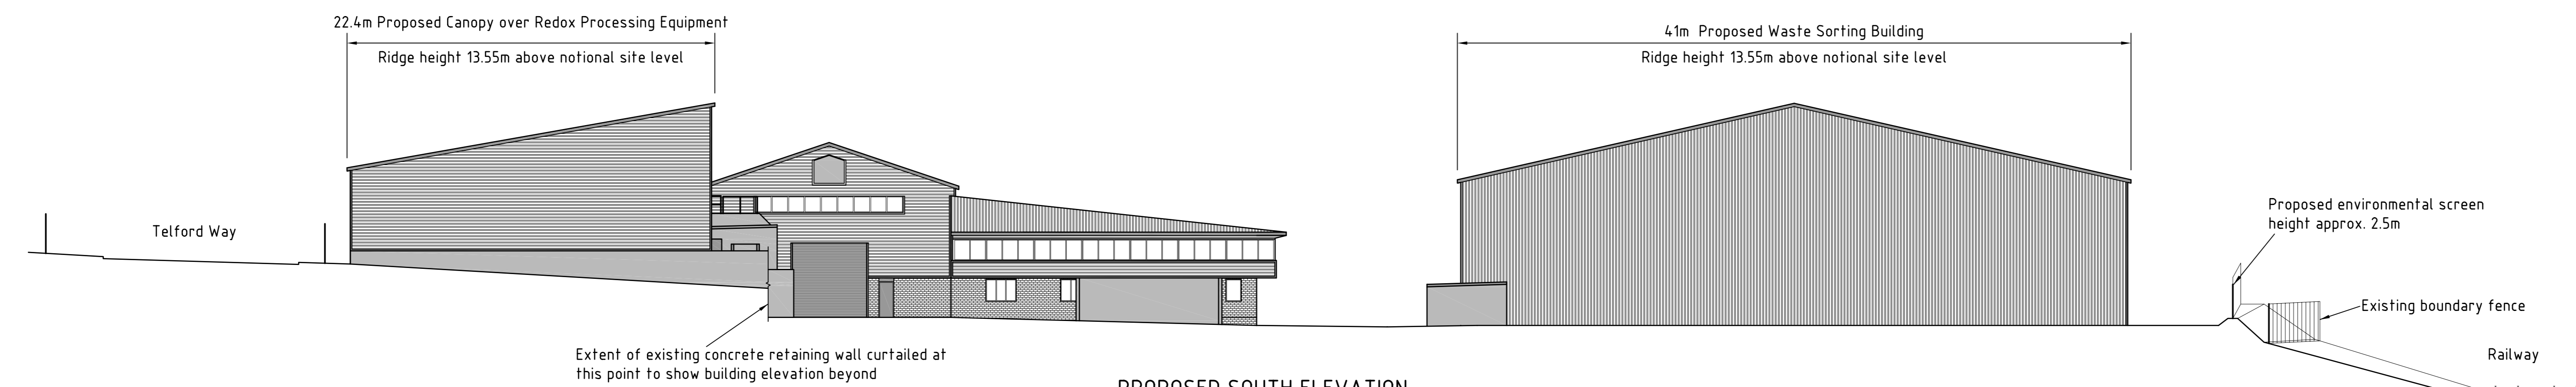 22.4m Proposed Canopy over Redox Processing Equipment
Ridge height 13.55m above notional site level
41m Proposed Waste Sorting Building
Ridge height 13.55m above notional site level
Telford Way
Proposed environmental screen
height approx. 2.5m
Existing boundary fence
Railway
Extent of existing concrete retaining wall curtailed at
this point to show building elevation beyond
PROPOSED SOUTH ELEVATION